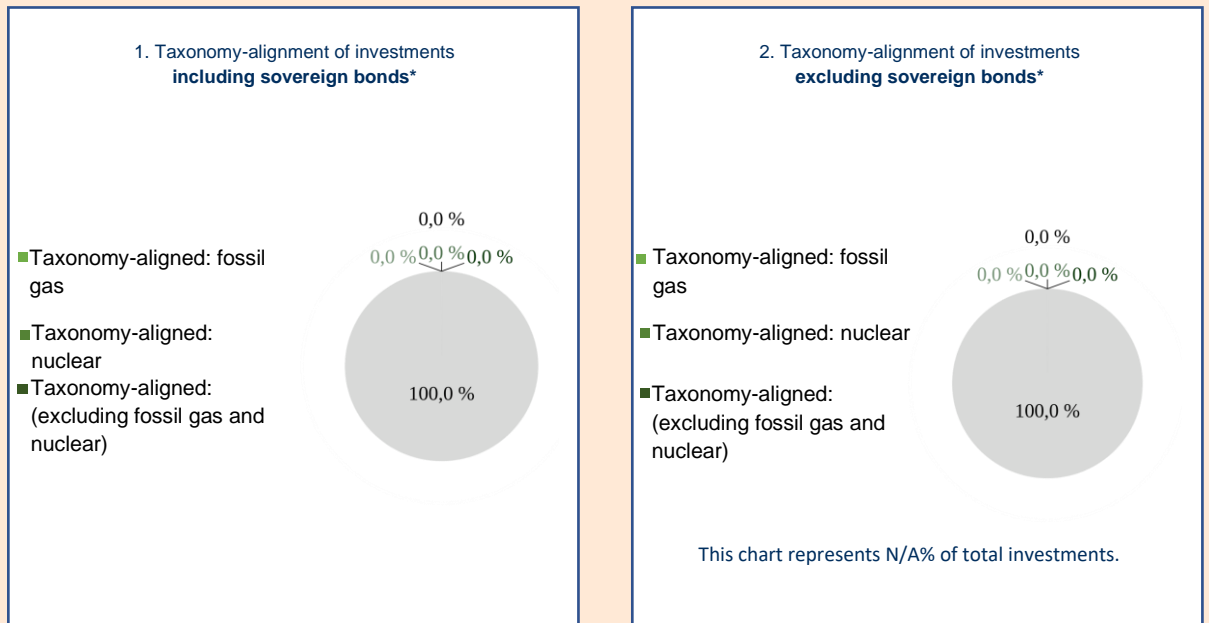 1. Taxonomy-alignment of investments
including sovereign bonds*
0,0 %
0,0 % 0,0 % 0,0 %
100,0 %
Taxonomy-aligned: fossil
gas
Taxonomy-aligned:
nuclear
Taxonomy-aligned:
(excluding fossil gas and
nuclear)
2. Taxonomy-alignment of investments
excluding sovereign bonds*
0,0 %
0,0 % 0,0 % 0,0 %
100,0 %
Taxonomy-aligned: fossil
gas
Taxonomy-aligned: nuclear
Taxonomy-aligned:
(excluding fossil gas and
nuclear)
This chart represents N/A% of total investments.